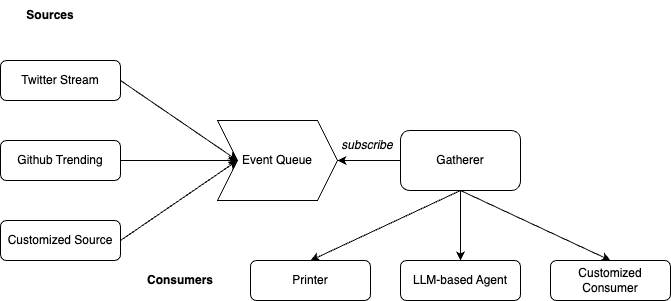 Sources
Twitter Stream
Github Trending
Customized Source
Event Queue
subscribe
Gatherer
Consumers
Printer
LLM-based Agent
Customized
Consumer